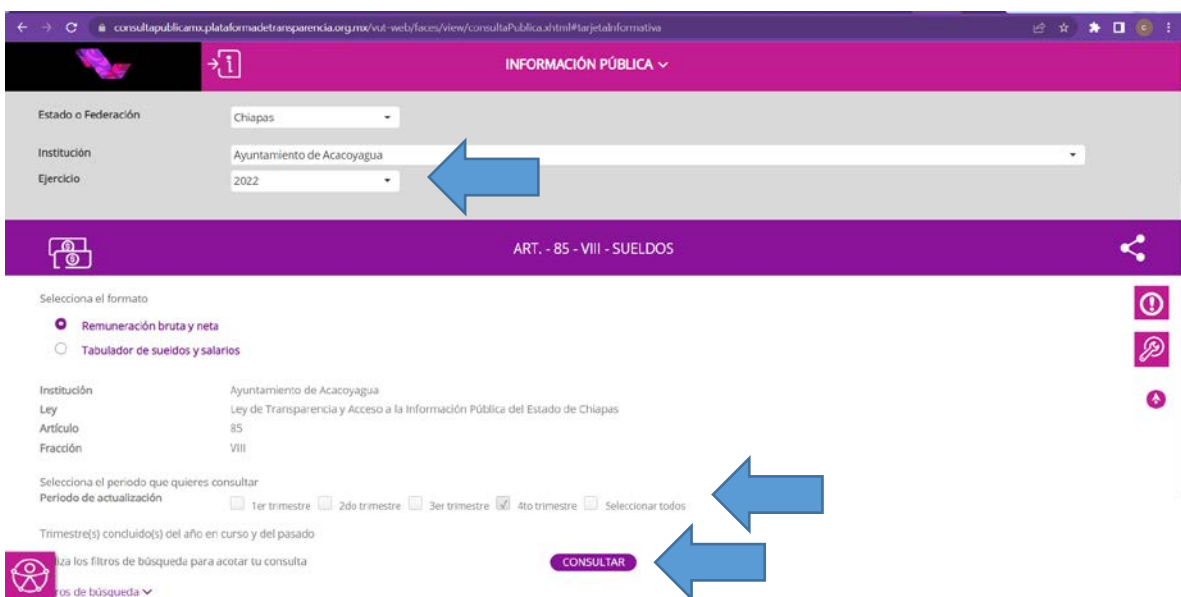 consultapublicamx.plataformadetransparencia.org.mx/vut-web/faces/view/consultaPublica.xhtml#tarjetaInformativa
INFORMACIÓN PÚBLICA
Estado o Federación Chiapas
Institución Ayuntamiento de Acacoyagua
Ejercicio 2022
ART. - 85 - VIII - SUELDOS
Selecciona el formato
Remuneración bruta y neta
Tabulador de sueldos y salarios
Institución Ayuntamiento de Acacoyagua
Ley Ley de Transparencia y Acceso a la Información Pública del Estado de Chiapas
Artículo 85
Fracción VIII
Selecciona el periodo que quieres consultar
Periodo de actualización 1er trimestre 2do trimestre 3er trimestre 4to trimestre Seleccionar todos
Trimestre(s) concluido(s) del año en curso y del pasado
los filtros de búsqueda para acotar tu consulta CONSULTAR
de búsqueda